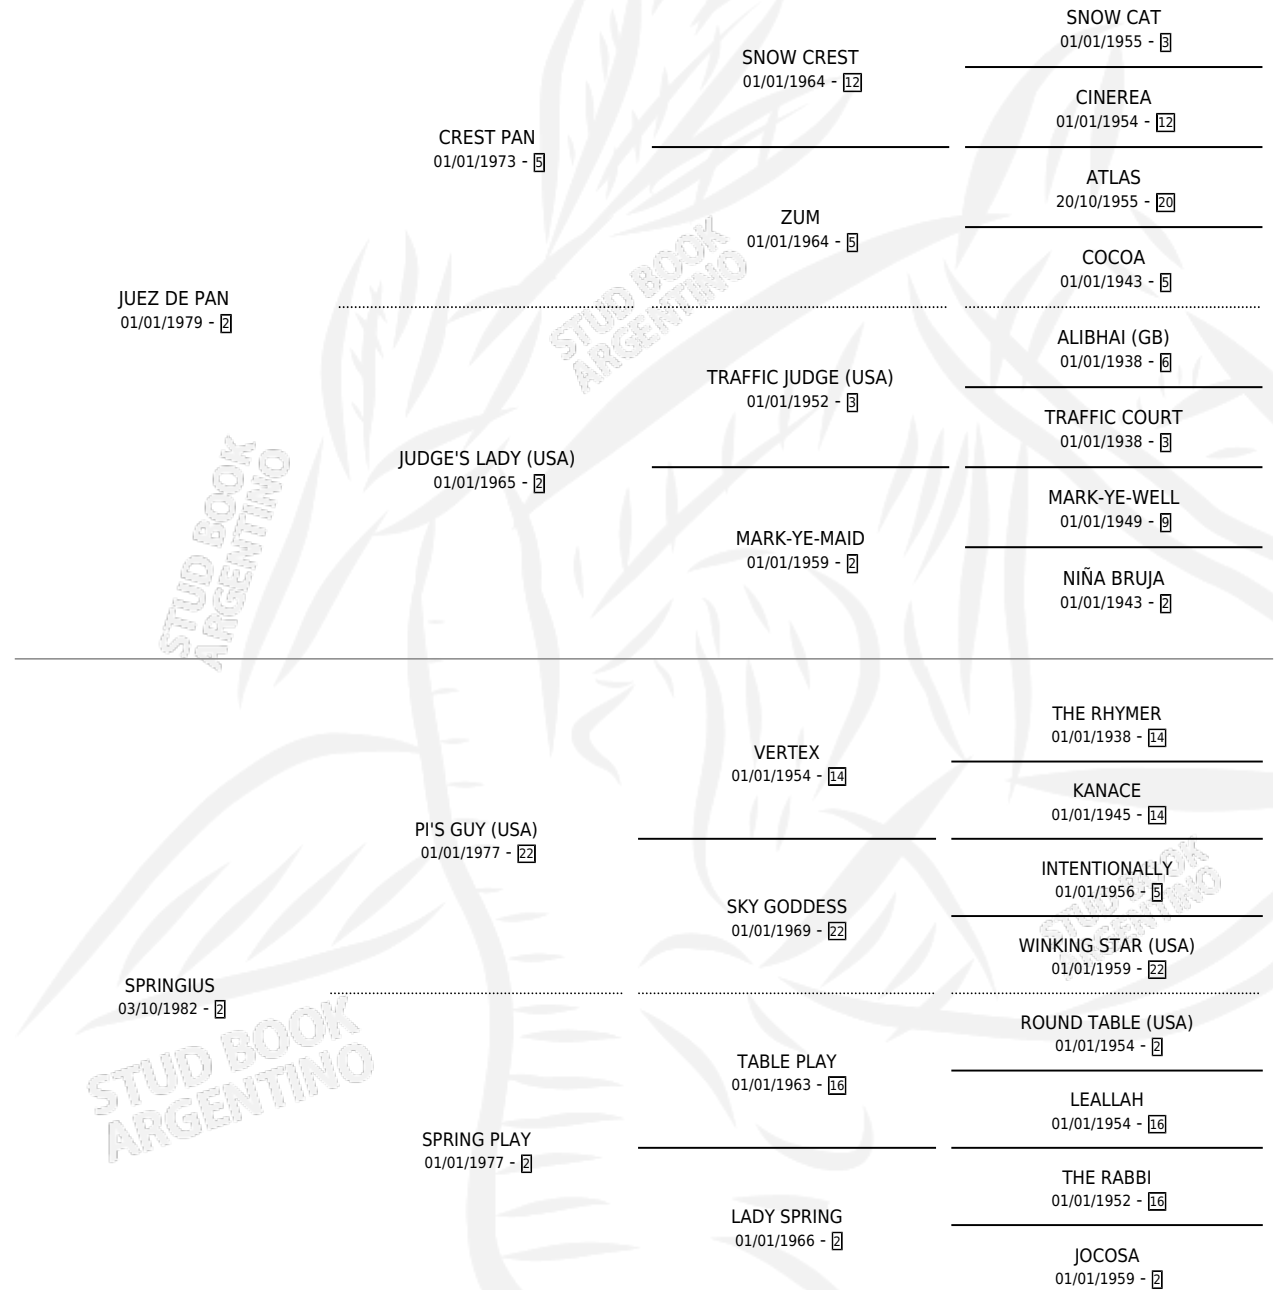 SNOW CAT
01/01/1955 - 3
SNOW CREST
01/01/1964 - 12
CINEREA
01/01/1954 - 12
CREST PAN
01/01/1973 - 5
ATLAS
20/10/1955 - 20
ZUM
01/01/1964 - 5
COCOA
01/01/1943 - 5
JUEZ DE PAN
01/01/1979 - 2
STUD BOOK
ARGENTINO
ALIBHAI (GB)
01/01/1938 - 6
TRAFFIC JUDGE (USA)
01/01/1952 - 3
TRAFFIC COURT
01/01/1938 - 3
JUDGE'S LADY (USA)
01/01/1965 - 2
MARK-YE-WELL
01/01/1949 - 9
MARK-YE-MAID
01/01/1959 - 2
NIÑA BRUJA
01/01/1943 - 2
STUD BOOK
ARGENTINO
THE RHYMER
01/01/1938 - 14
VERTEX
01/01/1954 - 14
KANACE
01/01/1945 - 14
PI'S GUY (USA)
01/01/1977 - 22
INTENTIONALLY
01/01/1956 - 5
SKY GODDESS
01/01/1969 - 22
STUD BOOK
ARGENTINO
WINKING STAR (USA)
01/01/1959 - 22
SPRINGIUS
03/10/1982 - 2
STUD BOOK
ARGENTINO
ROUND TABLE (USA)
01/01/1954 - 2
TABLE PLAY
01/01/1963 - 16
LEALLAH
01/01/1954 - 16
SPRING PLAY
01/01/1977 - 2
THE RABBI
01/01/1952 - 16
LADY SPRING
01/01/1966 - 2
JOCOSA
01/01/1959 - 2